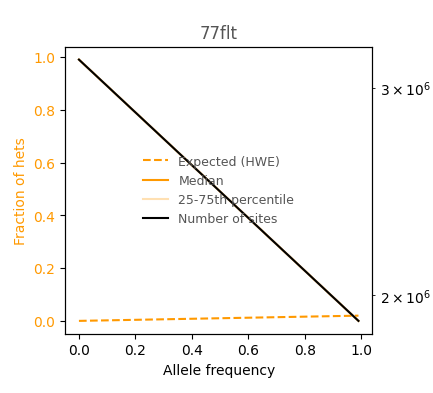 77flt
1.0
0.8
0.6
0.4
0.2
0.0
Fraction of hets
3 × 10⁶
2 × 10⁶
Expected (HWE)
Median
25-75th percentile
Number of sites
0.0 0.2 0.4 0.6 0.8 1.0
Allele frequency